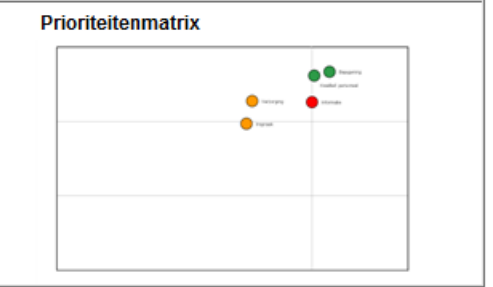 Prioriteitenmatrix
Bejegening
Kwaliteit personeel
Verzorging
Informatie
Inspraak